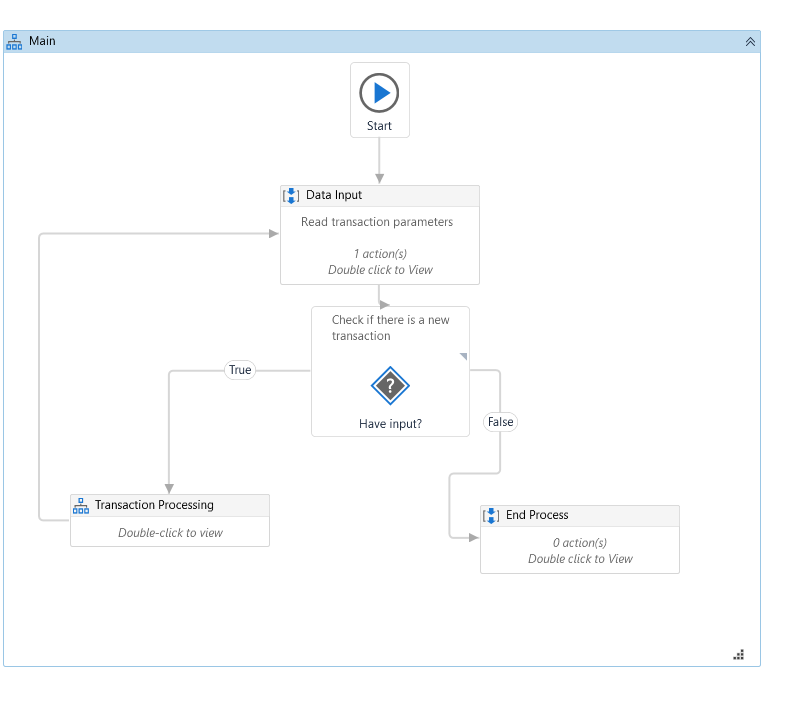 Main
Start
Data Input
Read transaction parameters
1 action(s)
Double click to View
Check if there is a new
transaction
?
True
Have input?
False
Transaction Processing
Double-click to view
End Process
0 action(s)
Double click to View